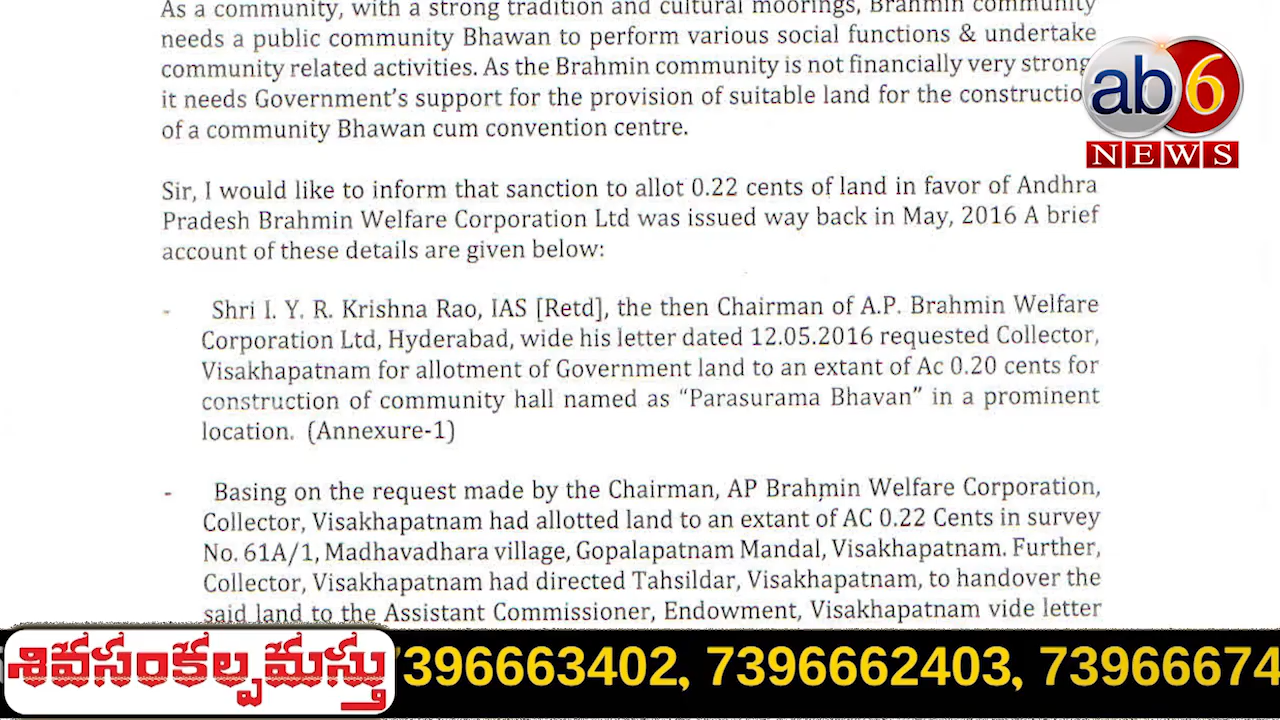 As a community, with a strong tradition and cultural moorings, Brahmin community
needs a public community Bhawan to perform various social functions & undertake
community related activities. As the Brahmin community is not financially very strong
it needs Government's support for the provision of suitable land for the constructio
of a community Bhawan cum convention centre.
ab6
NEWS
Sir, I would like to inform that sanction to allot 0.22 cents of land in favor of Andhra
Pradesh Brahmin Welfare Corporation Ltd was issued way back in May, 2016 A brief
account of these details are given below:
- Shri I. Y. R. Krishna Rao, IAS [Retd], the then Chairman of A.P. Brahmin Welfare
Corporation Ltd, Hyderabad, wide his letter dated 12.05.2016 requested Collector,
Visakhapatnam for allotment of Government land to an extant of Ac 0.20 cents for
construction of community hall named as “Parasurama Bhavan” in a prominent
location. (Annexure-1)
- Basing on the request made by the Chairman, AP Brahmin Welfare Corporation,
Collector, Visakhapatnam had allotted land to an extant of AC 0.22 Cents in survey
No. 61A/1, Madhavadhara village, Gopalapatnam Mandal, Visakhapatnam. Further,
Collector, Visakhapatnam had directed Tahsildar, Visakhapatnam, to handover the
said land to the Assistant Commissioner, Endowment, Visakhapatnam vide letter
శివసంకల్పమస్తు 7396663402, 7396662403, 73966674